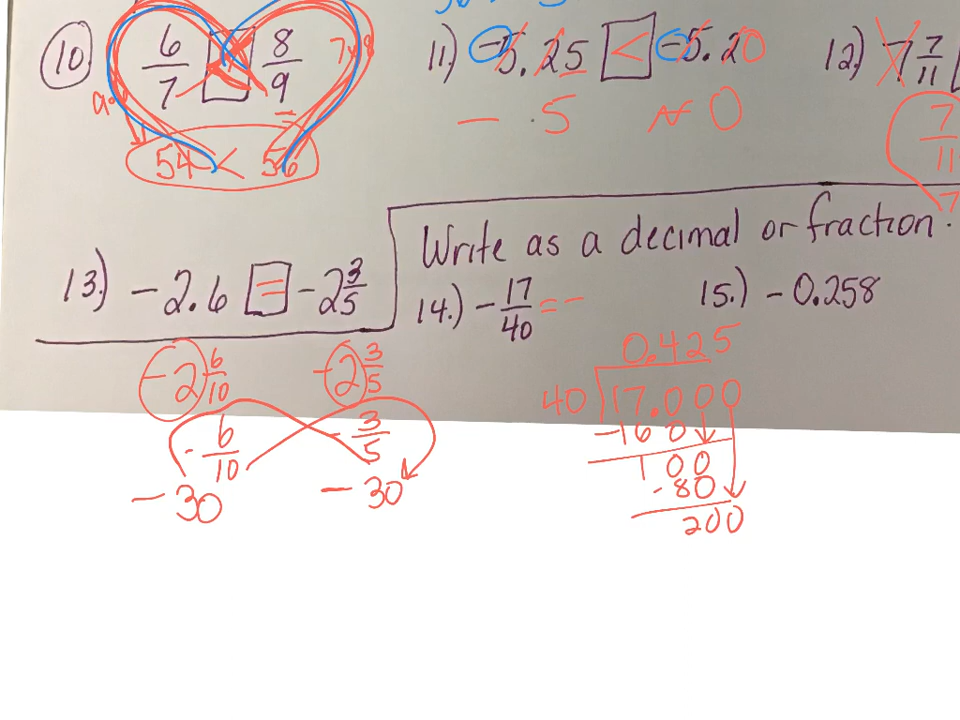 10 6/7 < 8/9 7x8
54 < 56
11.) -5.25 < -5.20
- .5 0
12.) 7 7/11
7/11
7
13.) -2.6 = -2 3/5
-2 6/10 -2 3/5
- 6/10 - 3/5
- 30 - 30
Write as a decimal or fraction.
14.) - 17/40 = -
15.) - 0.258
0.425
40 17.000
-160
100
-80
200